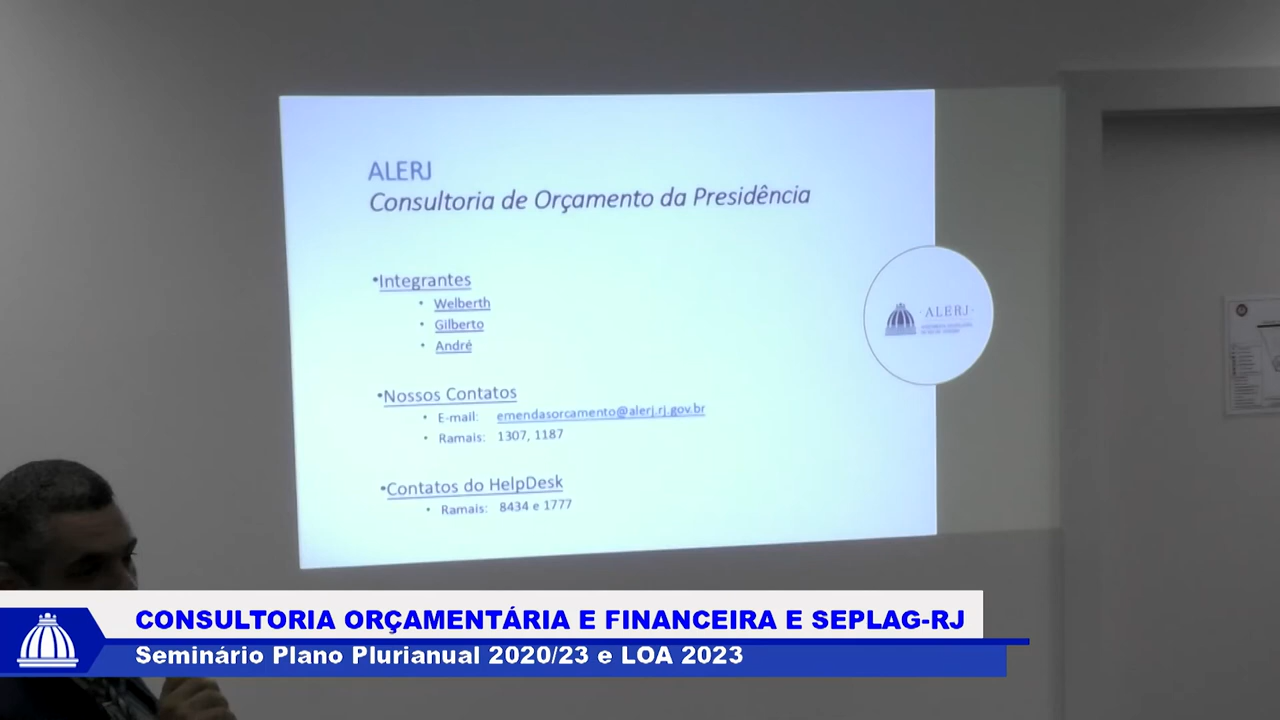 ALERJ
Consultoria de Orçamento da Presidência
•Integrantes
• Welberth
• Gilberto
• André
•Nossos Contatos
• E-mail: emendasorcamento@alerj.rj.gov.br
• Ramais: 1307, 1187
•Contatos do HelpDesk
• Ramais: 8434 e 1777
·ALERJ·
CONSULTORIA ORÇAMENTÁRIA E FINANCEIRA E SEPLAG-RJ
Seminário Plano Plurianual 2020/23 e LOA 2023